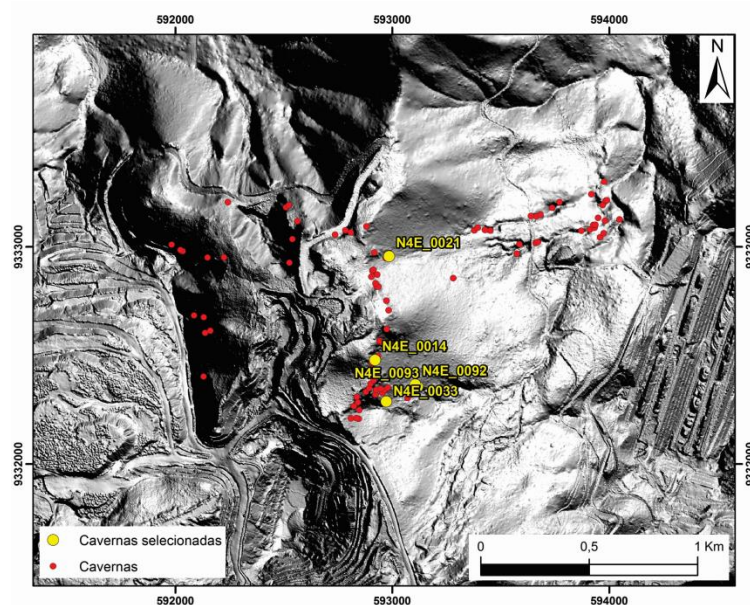 592000 593000 594000
N
9333000 9333000
N4E_0021
N4E_0014
N4E_0093 N4E_0092
N4E_0033
9332000 9332000
Cavernas selecionadas
Cavernas
0 0,5 1 Km
592000 593000 594000